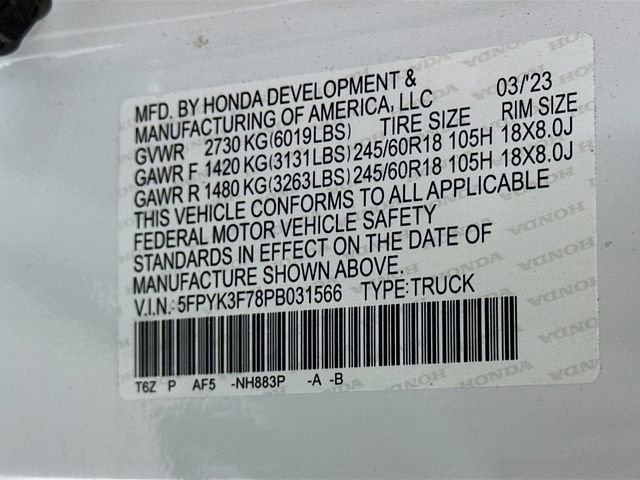 MFD. BY HONDA DEVELOPMENT & 03/'23
MANUFACTURING OF AMERICA, LLC
GVWR 2730 KG(6019LBS) TIRE SIZE RIM SIZE
GAWR F 1420 KG(3131LBS) 245/60R18 105H 18X8.0J
GAWR R 1480 KG(3263LBS) 245/60R18 105H 18X8.0J
THIS VEHICLE CONFORMS TO ALL APPLICABLE
FEDERAL MOTOR VEHICLE SAFETY
STANDARDS IN EFFECT ON THE DATE OF
MANUFACTURE SHOWN ABOVE.
V.I.N.: 5FPYK3F78PB031566 TYPE:TRUCK
T6Z P AF5 -NH883P -A -B